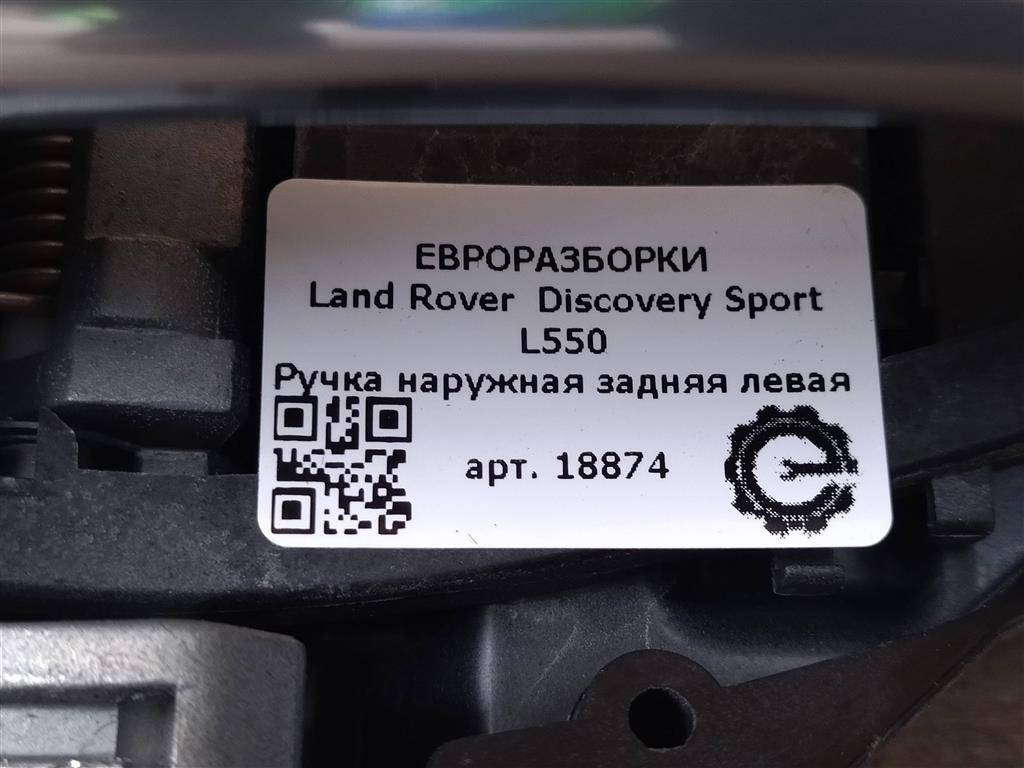 ЕВРОРАЗБОРКИ
Land Rover Discovery Sport
L550
Ручка наружная задняя левая
арт. 18874